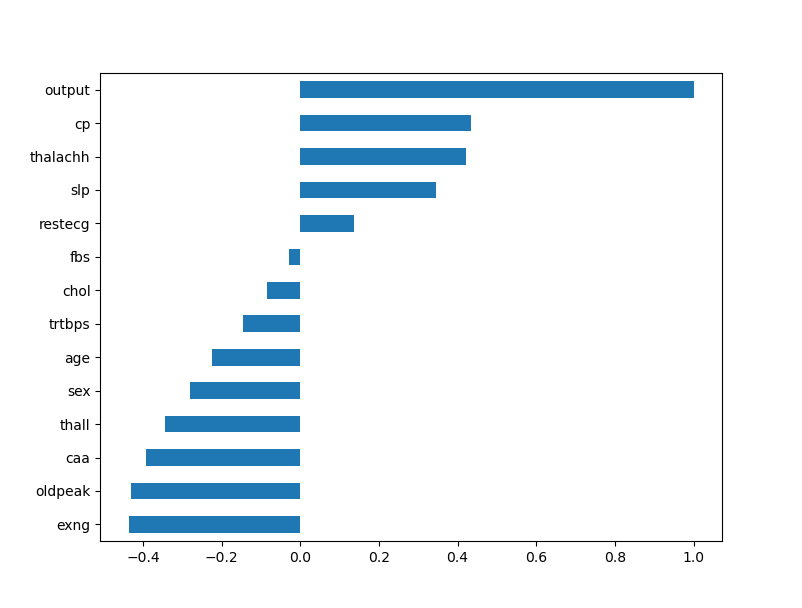 output
cp
thalachh
slp
restecg
fbs
chol
trtbps
age
sex
thall
caa
oldpeak
exng
−0.4 −0.2 0.0 0.2 0.4 0.6 0.8 1.0